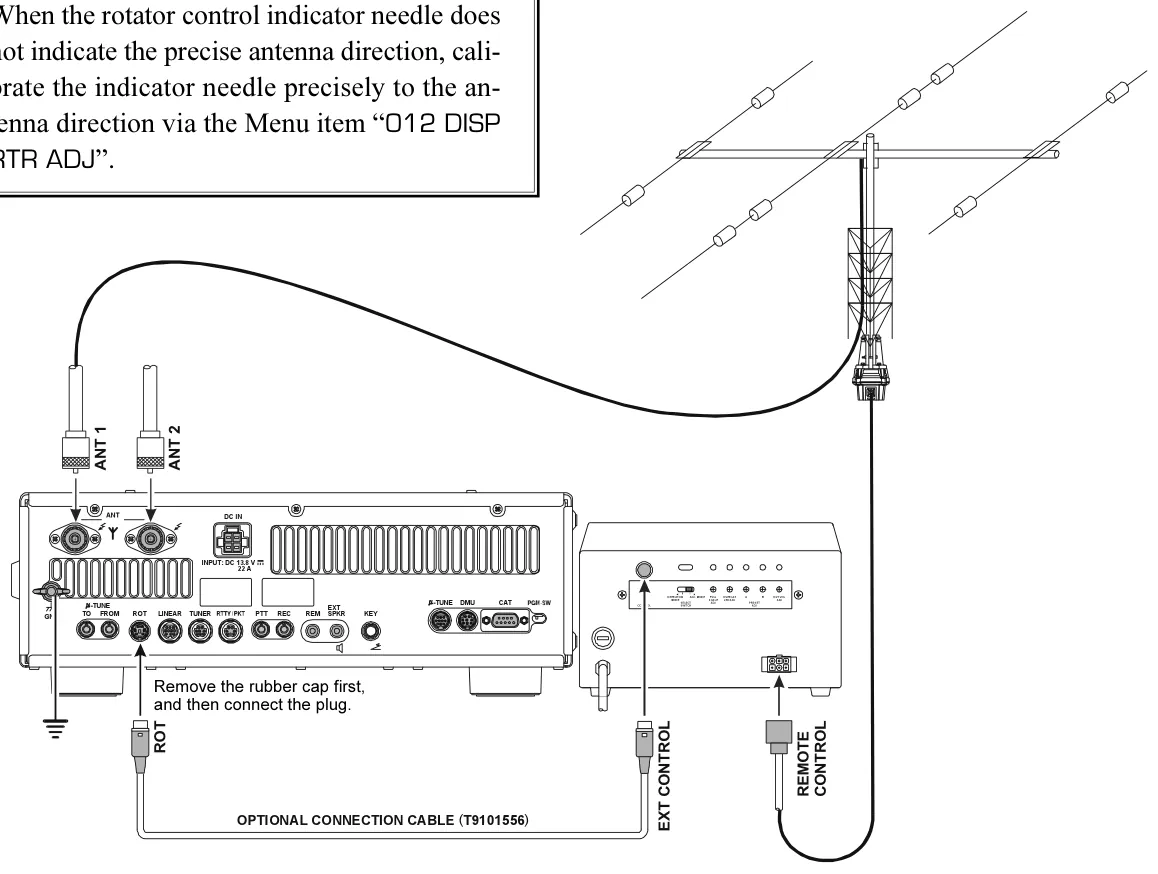 When the rotator control indicator needle does
not indicate the precise antenna direction, cali-
brate the indicator needle precisely to the an-
tenna direction via the Menu item “012 DISP
RTR ADJ”.
ANT 1
ANT 2
ANT
DC IN
INPUT: DC 13.8 V
22 A
GND
μ-TUNE
TO
FROM
ROT
LINEAR
TUNER
RTTY/PKT
PTT
REC
REM
EXT
SPKR
KEY
μ-TUNE
DMU
CAT
PGM-SW
Remove the rubber cap first,
and then connect the plug.
ROT
EXT CONTROL
REMOTE
CONTROL
OPTIONAL CONNECTION CABLE (T9101556)